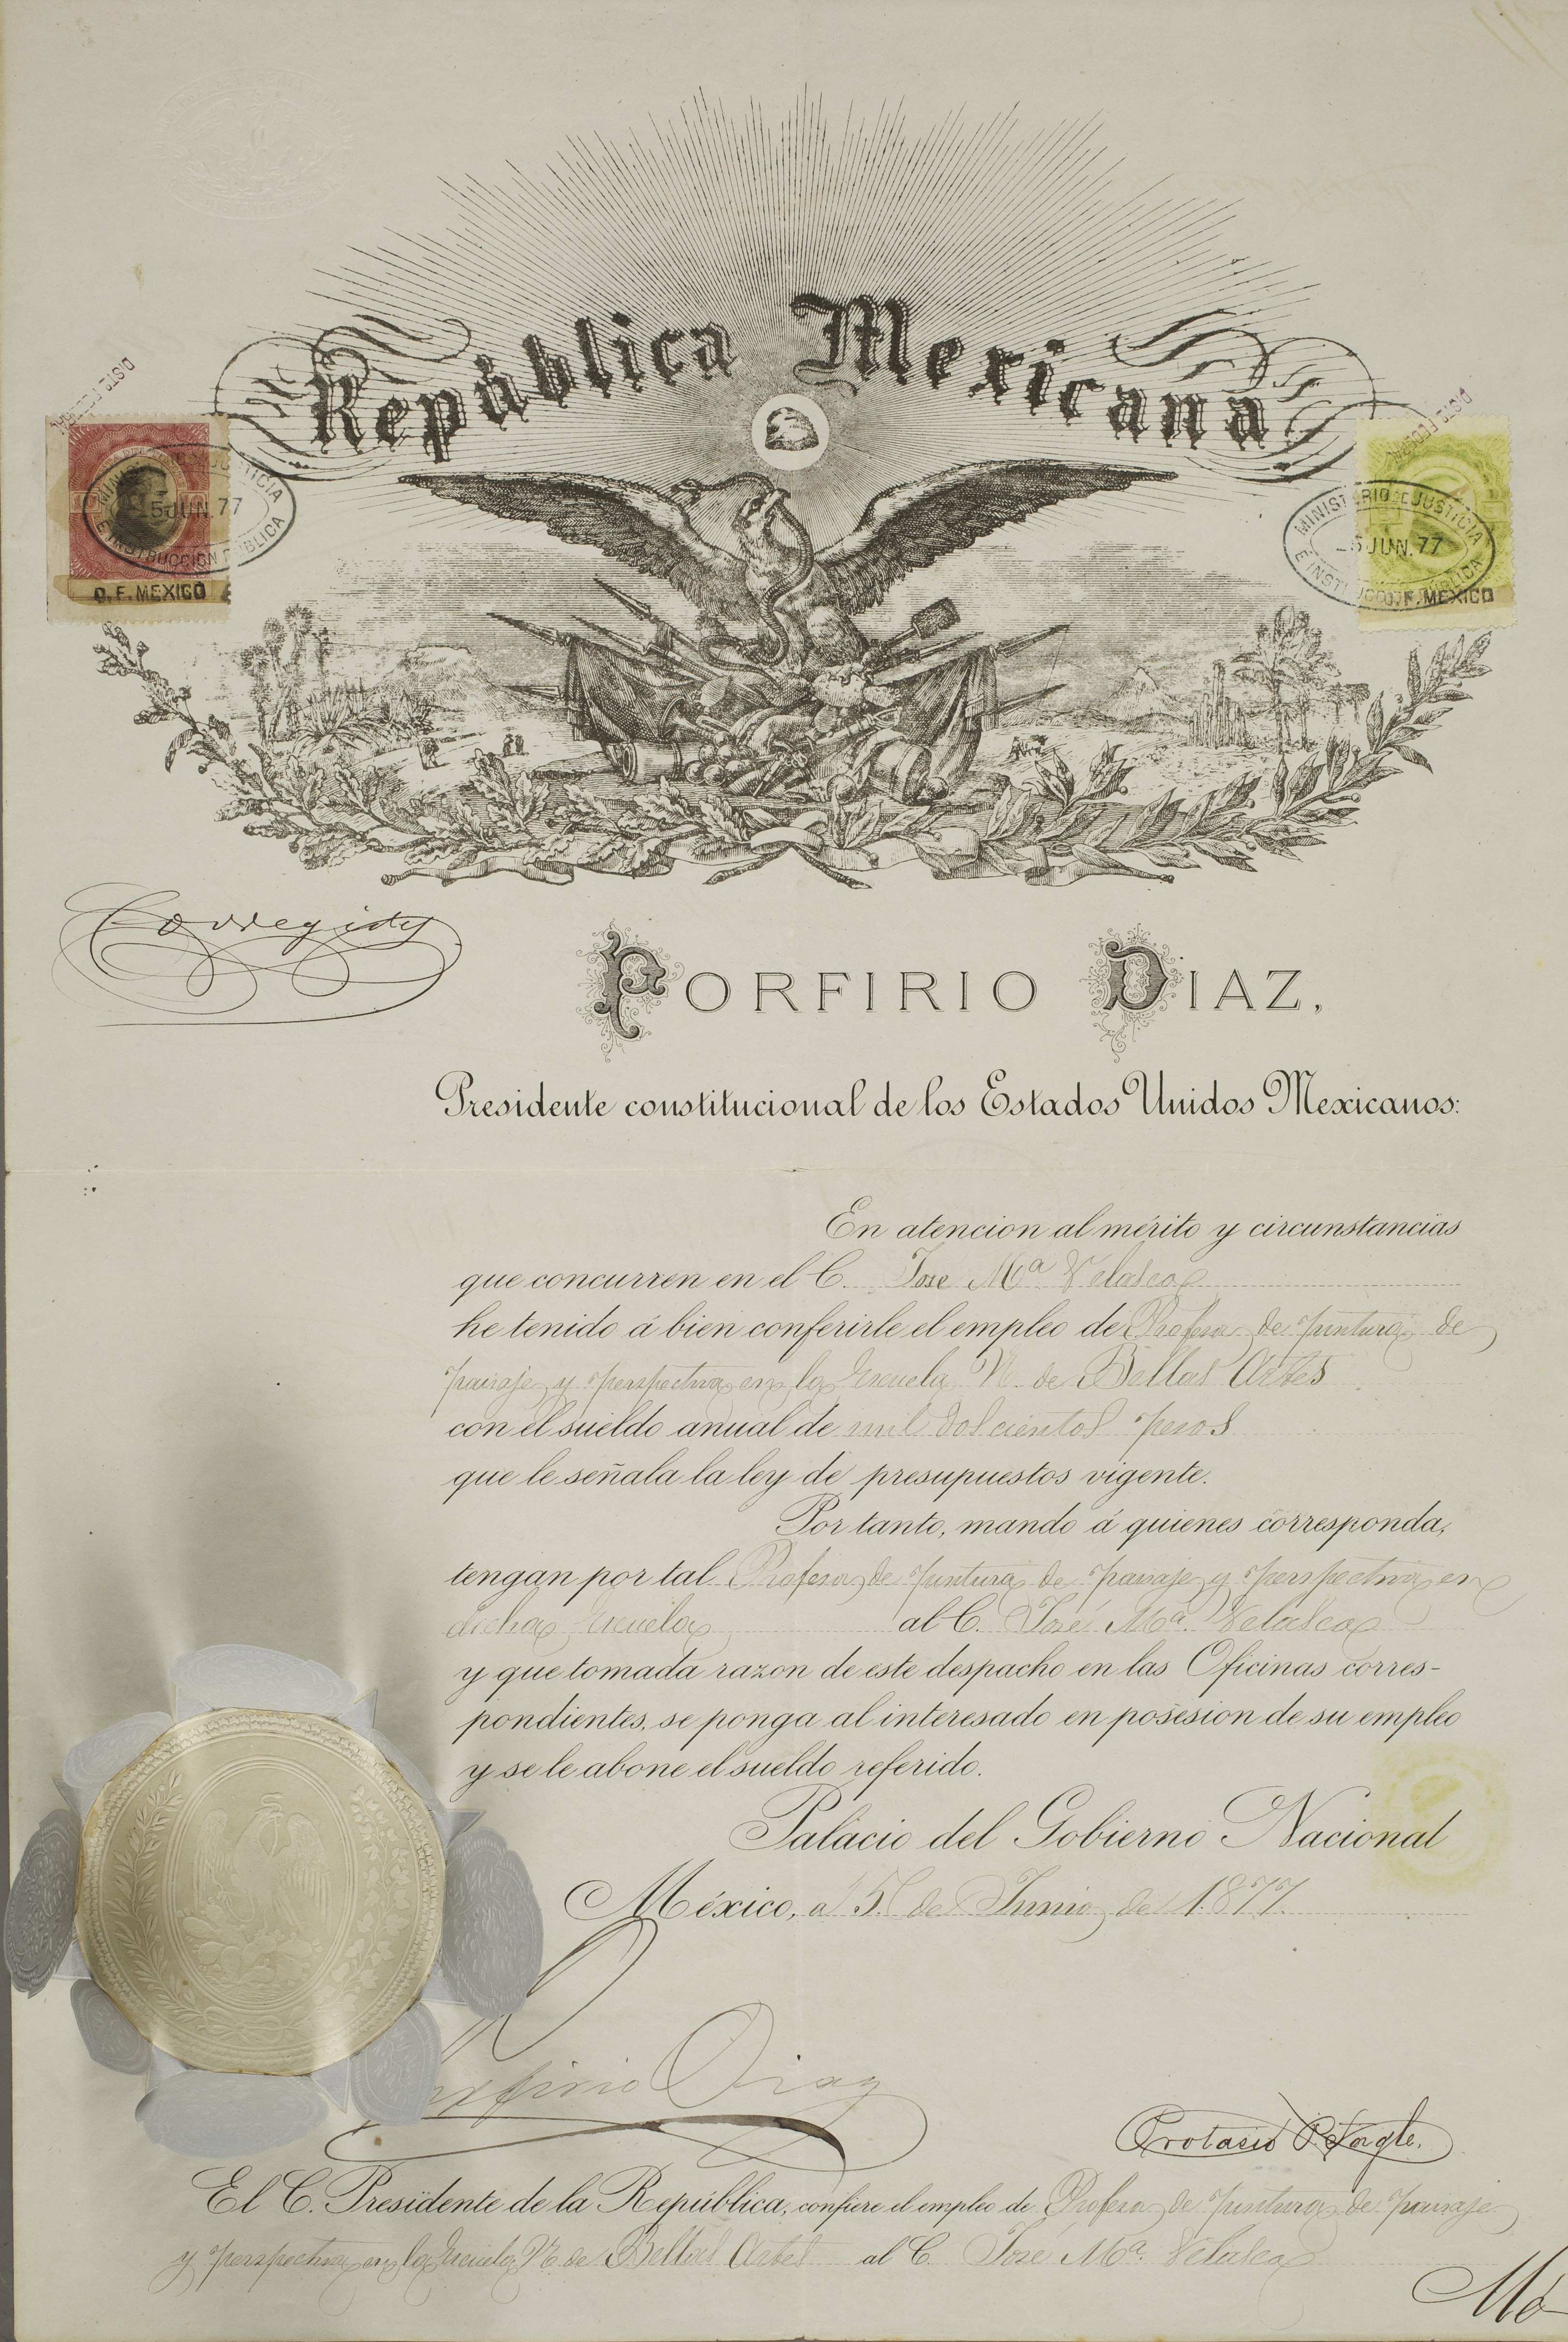 República Mexicana
DISTO FEDERAL
DISTO FEDERAL
MINISTERIO DE JUSTICIA
5 JUN. 77
É INSTRUCCION PÚBLICA
D. F. MEXICO
MINISTERIO DE JUSTICIA
5 JUN. 77
É INSTRUCCION PÚBLICA
D. F. MEXICO
PORFIRIO DIAZ,
Presidente constitucional de los Estados Unidos Mexicanos:
En atencion al mérito y circunstancias
que concurren en el C. Jose Ma Velasco
he tenido á bien conferirle el empleo de Profesor de pintura de
paisaje y perspectiva en la Escuela N. de Bellas Artes
con el sueldo anual de mil doscientos pesos
que le señala la ley de presupuestos vigente.
Por tanto, mando á quienes corresponda,
tengan por tal Profesor de pintura de paisaje y perspectiva en
dicha Escuela al C. José Ma. Velasco
y que tomada razon de este despacho en las Oficinas corres-
pondientes, se ponga al interesado en posesion de su empleo
y se le abone el sueldo referido.
Palacio del Gobierno Nacional
México, a 5 de Junio de 1877.
Porfirio Diaz
Protasio P. Tagle.
El C. Presidente de la República, confiere el empleo de Profesor de pintura de paisaje
y perspectiva en la Escuela N. de Bellas Artes al C. José Ma. Velasco